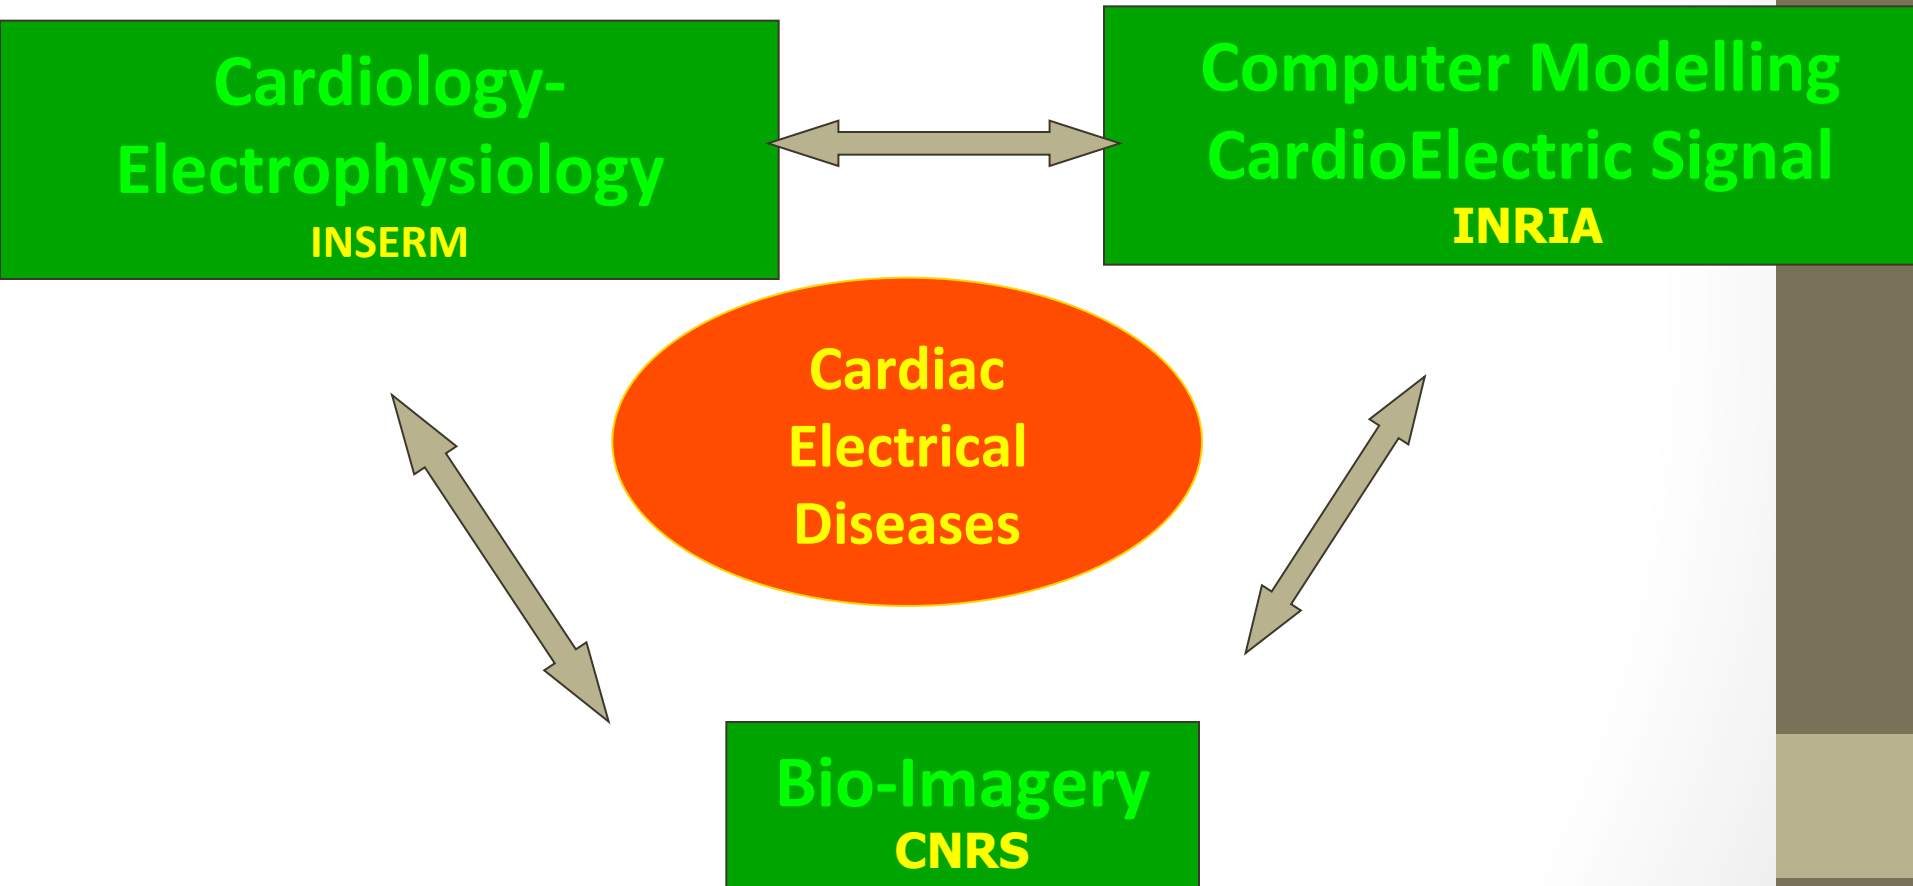 Cardiology-
Electrophysiology
INSERM
Computer Modelling
CardioElectric Signal
INRIA
Cardiac
Electrical
Diseases
Bio-Imagery
CNRS